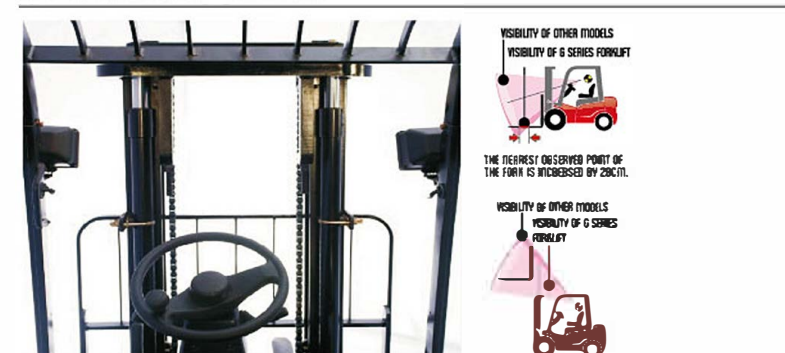 VISIBILITY OF OTHER MODELS
VISIBILITY OF G SERIES FORKLIFT
THE NEAREST OBSERVED POINT OF
THE FORK IS INCREASED BY 28CM.
VISIBILITY OF OTHER MODELS
VISIBILITY OF G SERIES
FORKLIFT